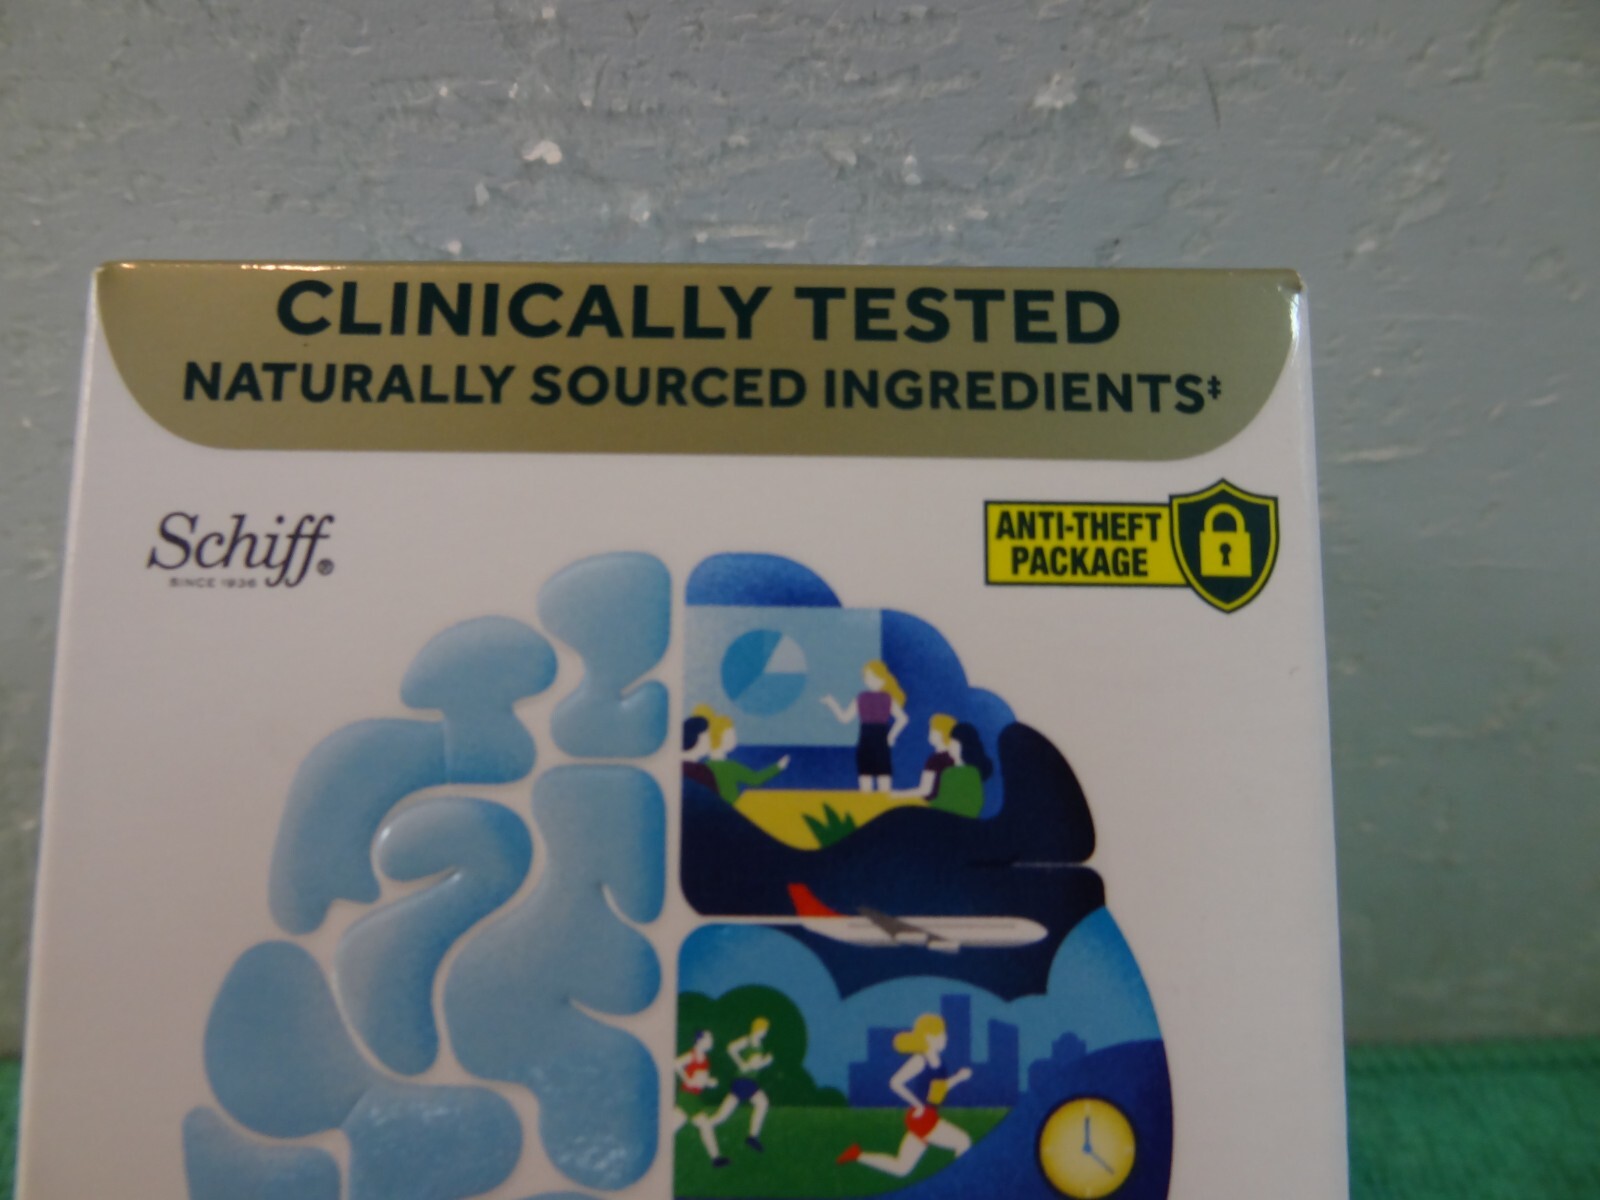 CLINICALLY TESTED
NATURALLY SOURCED INGREDIENTS‡
Schiff®
SINCE 1936
ANTI-THEFT
PACKAGE